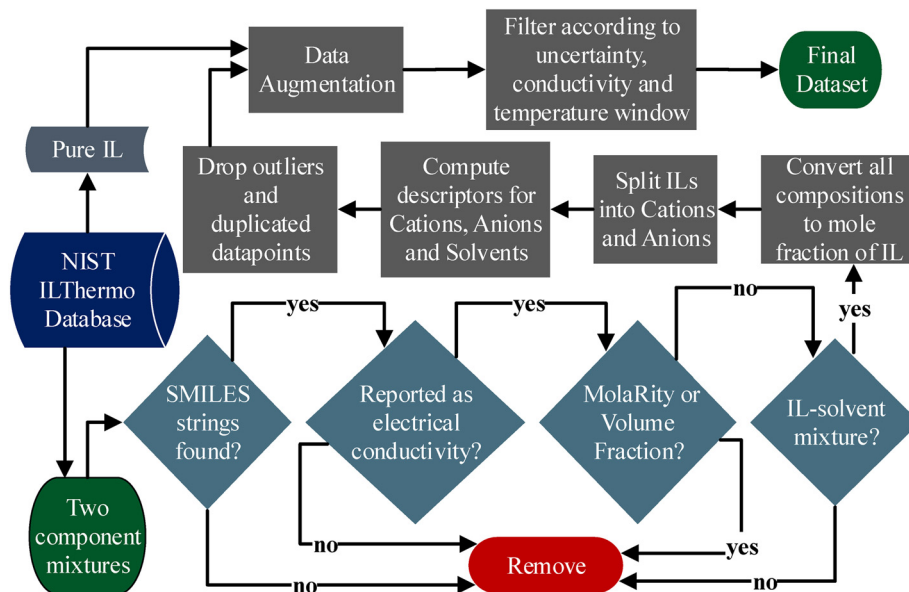 Data
Augmentation
Filter according to
uncertainty,
conductivity and
temperature window
Final
Dataset
Pure IL
Drop outliers
and
duplicated
datapoints
Compute
descriptors for
Cations, Anions
and Solvents
Split ILs
into Cations
and Anions
Convert all
compositions
to mole
fraction of IL
NIST
ILThermo
Database
yes
yes
no
yes
SMILES
strings
found?
Reported as
electrical
conductivity?
MolaRity or
Volume
Fraction?
IL-solvent
mixture?
Two
component
mixtures
no
no
Remove
yes
no